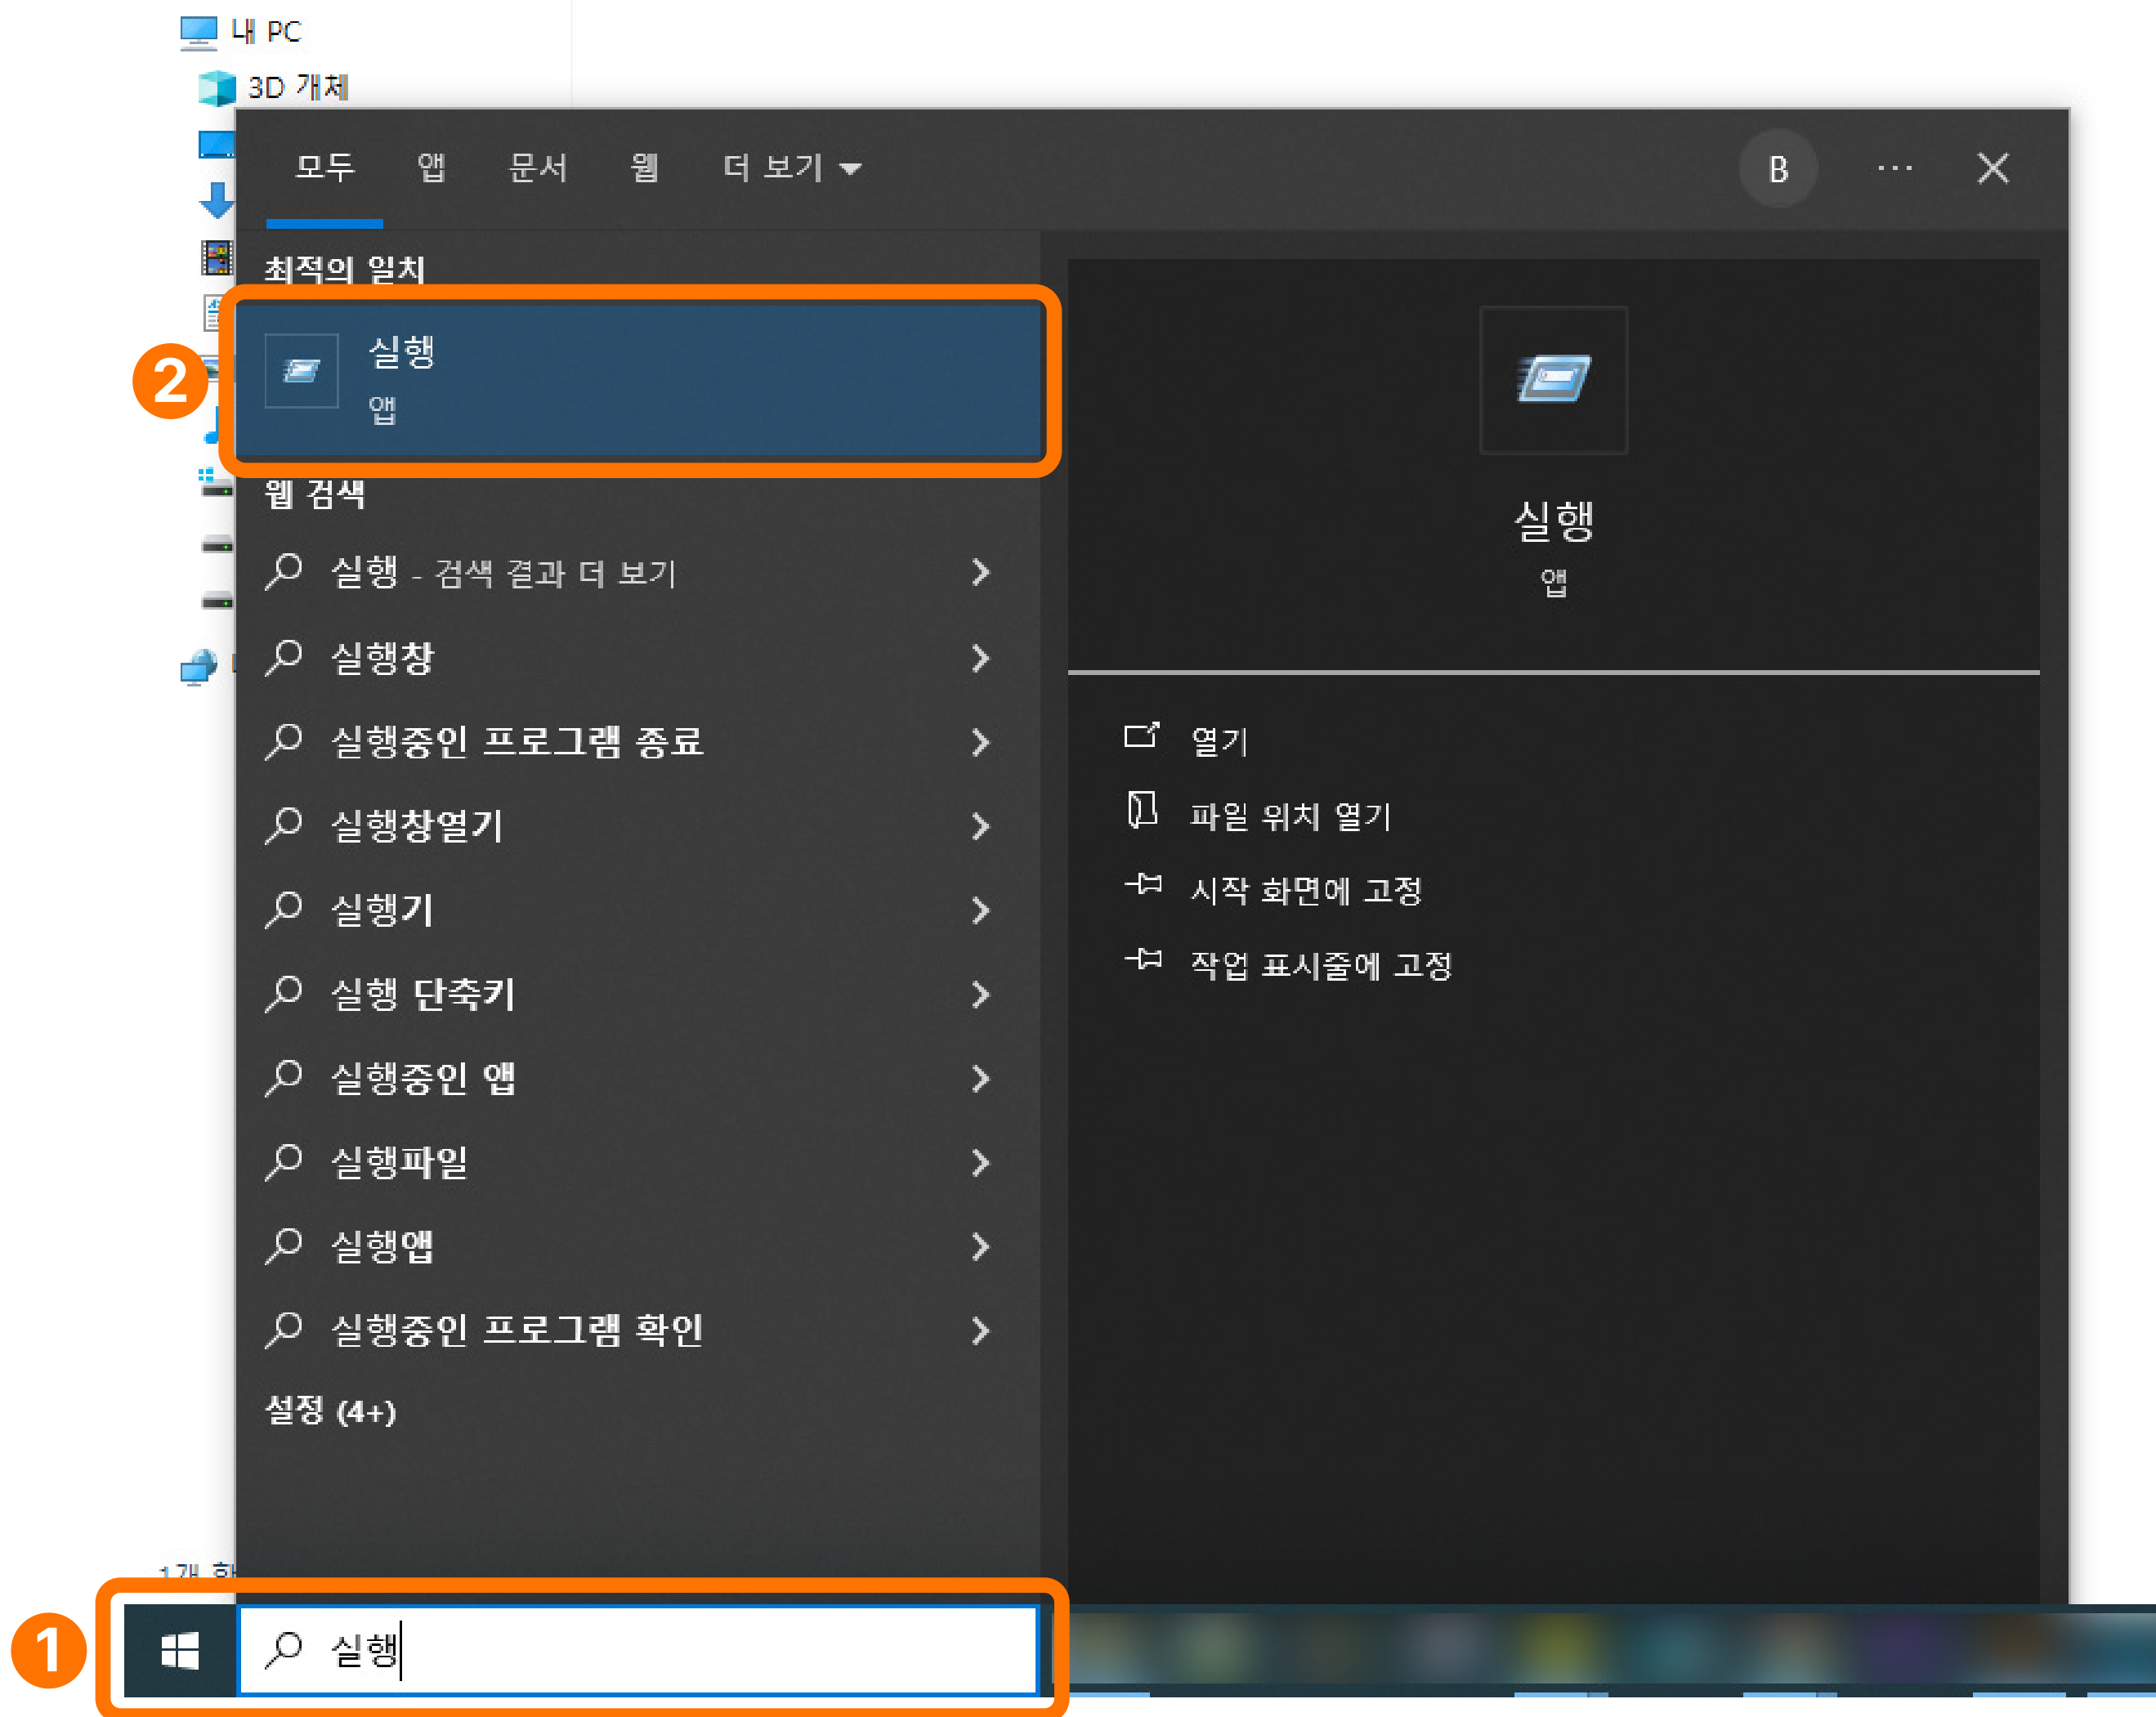 내 PC
3D 개체
모두 앱 문서 웹 더 보기 B
최적의 일치
2
실행
앱
웹 검색
실행 - 검색 결과 더 보기
실행창
실행중인 프로그램 종료
실행창열기
실행기
실행 단축키
실행중인 앱
실행파일
실행앱
실행중인 프로그램 확인
설정 (4+)
실행
앱
열기
파일 위치 열기
시작 화면에 고정
작업 표시줄에 고정
1개
1
실행